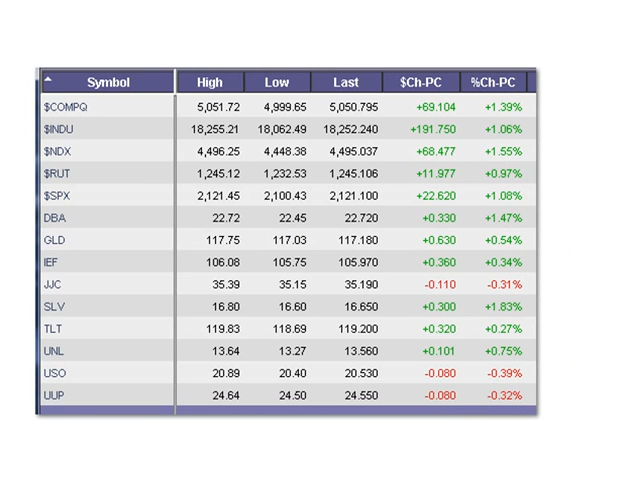 Symbol High Low Last $Ch-PC %Ch-PC
$COMPQ 5,051.72 4,999.65 5,050.795 +69.104 +1.39%
$INDU 18,255.21 18,062.49 18,252.240 +191.750 +1.06%
$NDX 4,496.25 4,448.38 4,495.037 +68.477 +1.55%
$RUT 1,245.12 1,232.53 1,245.106 +11.977 +0.97%
$SPX 2,121.45 2,100.43 2,121.100 +22.620 +1.08%
DBA 22.72 22.45 22.720 +0.330 +1.47%
GLD 117.75 117.03 117.180 +0.630 +0.54%
IEF 106.08 105.75 105.970 +0.360 +0.34%
JJC 35.39 35.15 35.190 -0.110 -0.31%
SLV 16.80 16.60 16.650 +0.300 +1.83%
TLT 119.83 118.69 119.200 +0.320 +0.27%
UNL 13.64 13.27 13.560 +0.101 +0.75%
USO 20.89 20.40 20.530 -0.080 -0.39%
UUP 24.64 24.50 24.550 -0.080 -0.32%